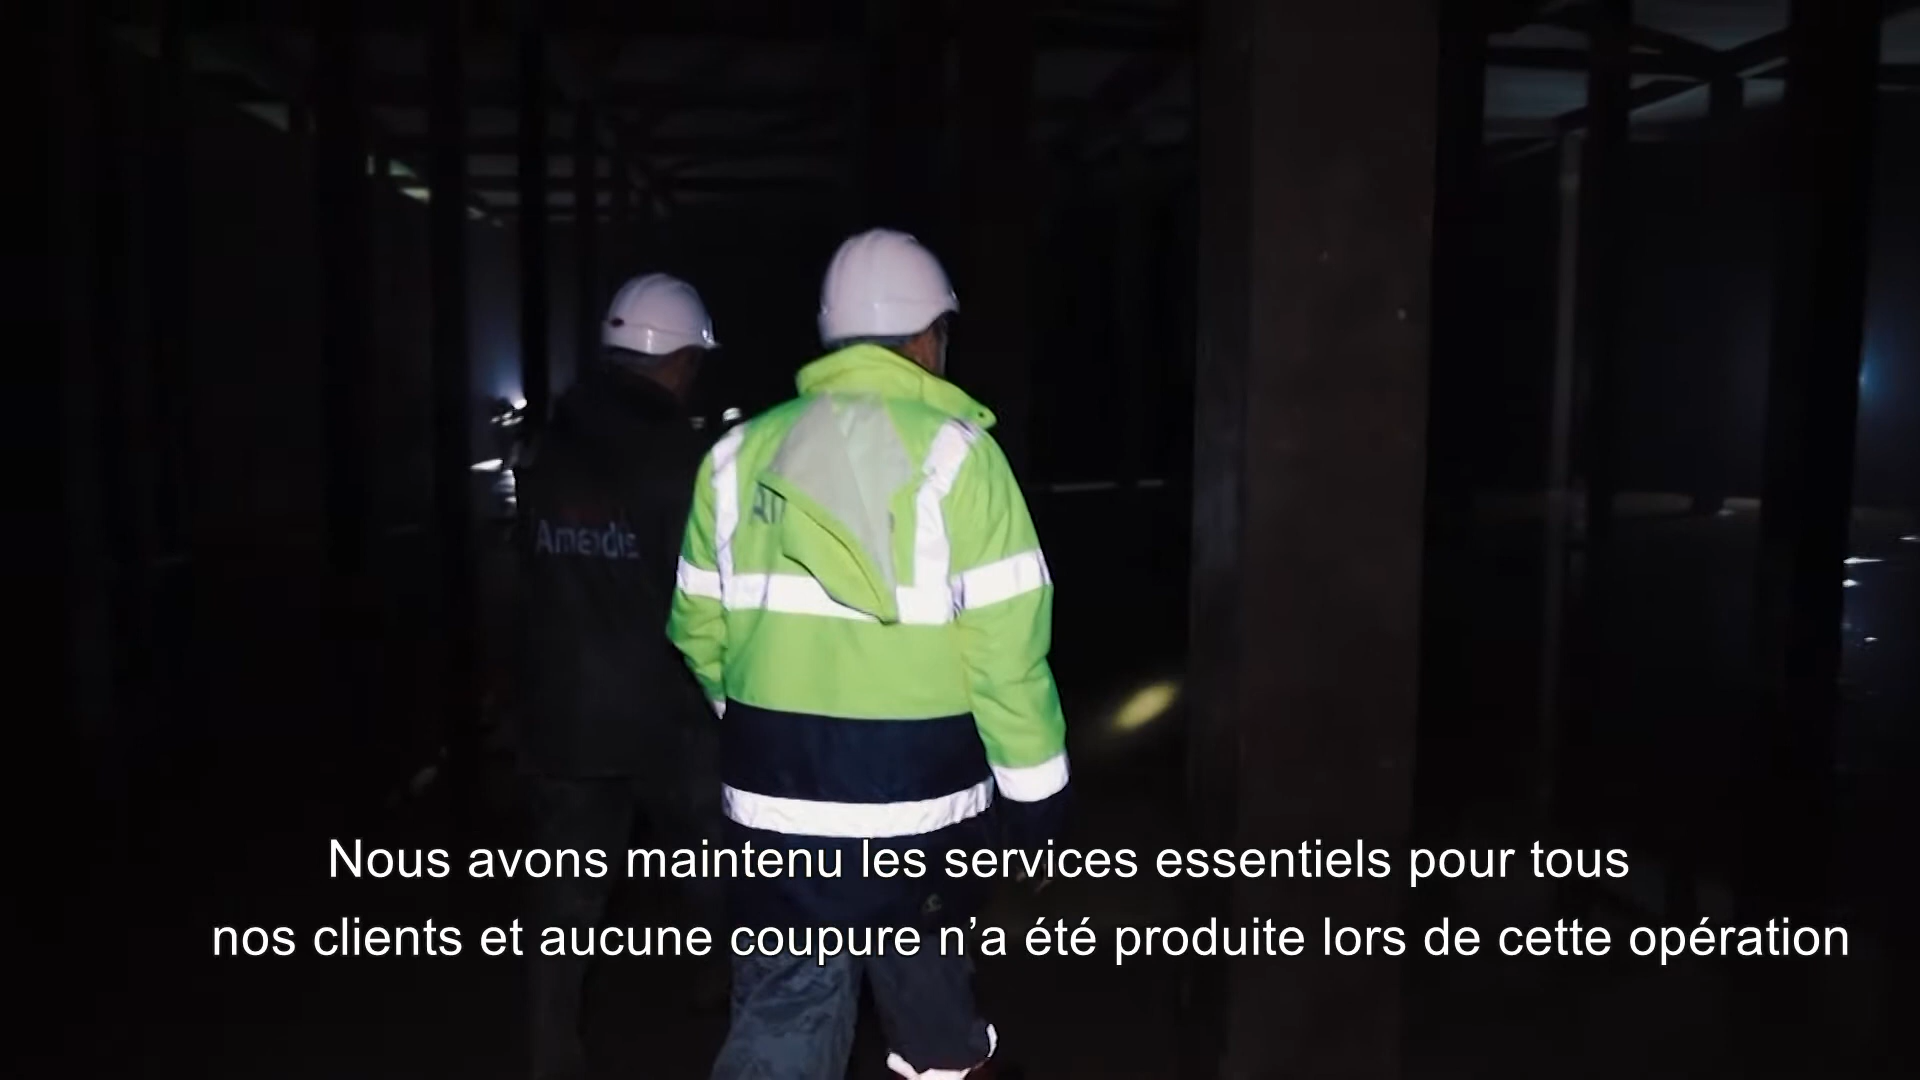 Amendis
Nous avons maintenu les services essentiels pour tous
nos clients et aucune coupure n’a été produite lors de cette opération